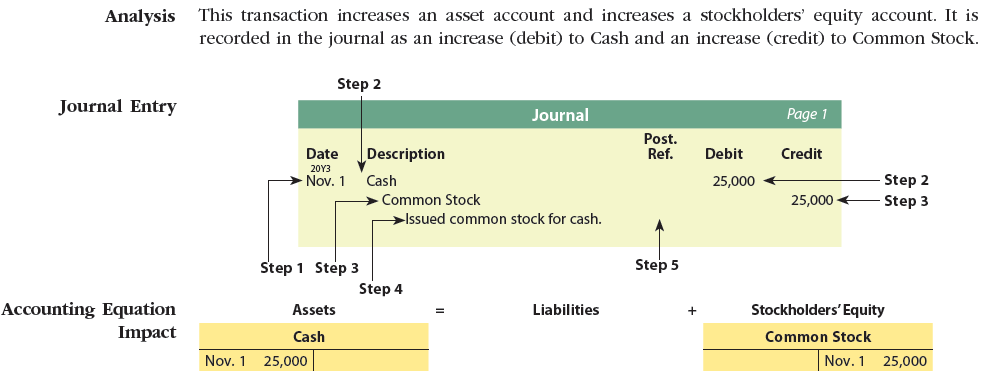 Analysis This transaction increases an asset account and increases a stockholders' equity account. It is
recorded in the journal as an increase (debit) to Cash and an increase (credit) to Common Stock.
Step 2
Journal Entry
Journal Page 1
Post.
Date Description Ref. Debit Credit
20Y3
Nov. 1 Cash 25,000 Step 2
Common Stock 25,000 Step 3
Issued common stock for cash.
Step 1 Step 3 Step 5
Step 4
Accounting Equation Assets = Liabilities + Stockholders' Equity
Impact Cash Common Stock
Nov. 1 25,000 Nov. 1 25,000